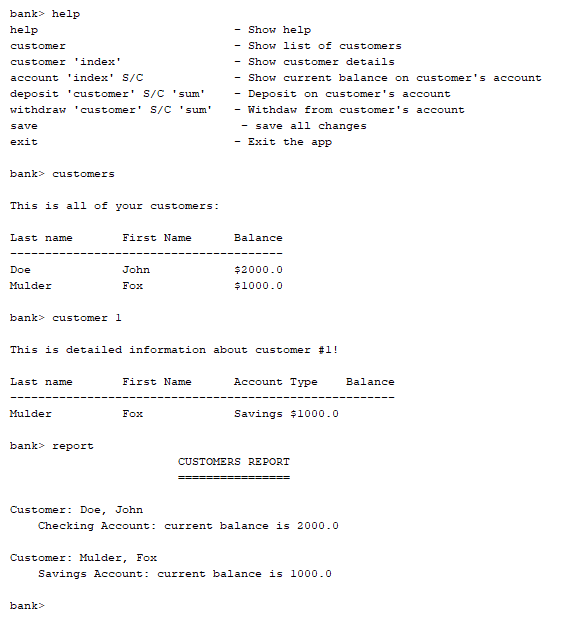 bank> help
help - Show help
customer - Show list of customers
customer 'index' - Show customer details
account 'index' S/C - Show current balance on customer's account
deposit 'customer' S/C 'sum' - Deposit on customer's account
withdraw 'customer' S/C 'sum' - Withdaw from customer's account
save - save all changes
exit - Exit the app
bank> customers
This is all of your customers:
Last name First Name Balance
---------------------------------------
Doe John $2000.0
Mulder Fox $1000.0
bank> customer 1
This is detailed information about customer #1!
Last name First Name Account Type Balance
-------------------------------------------------------
Mulder Fox Savings $1000.0
bank> report
CUSTOMERS REPORT
================
Customer: Doe, John
Checking Account: current balance is 2000.0
Customer: Mulder, Fox
Savings Account: current balance is 1000.0
bank>